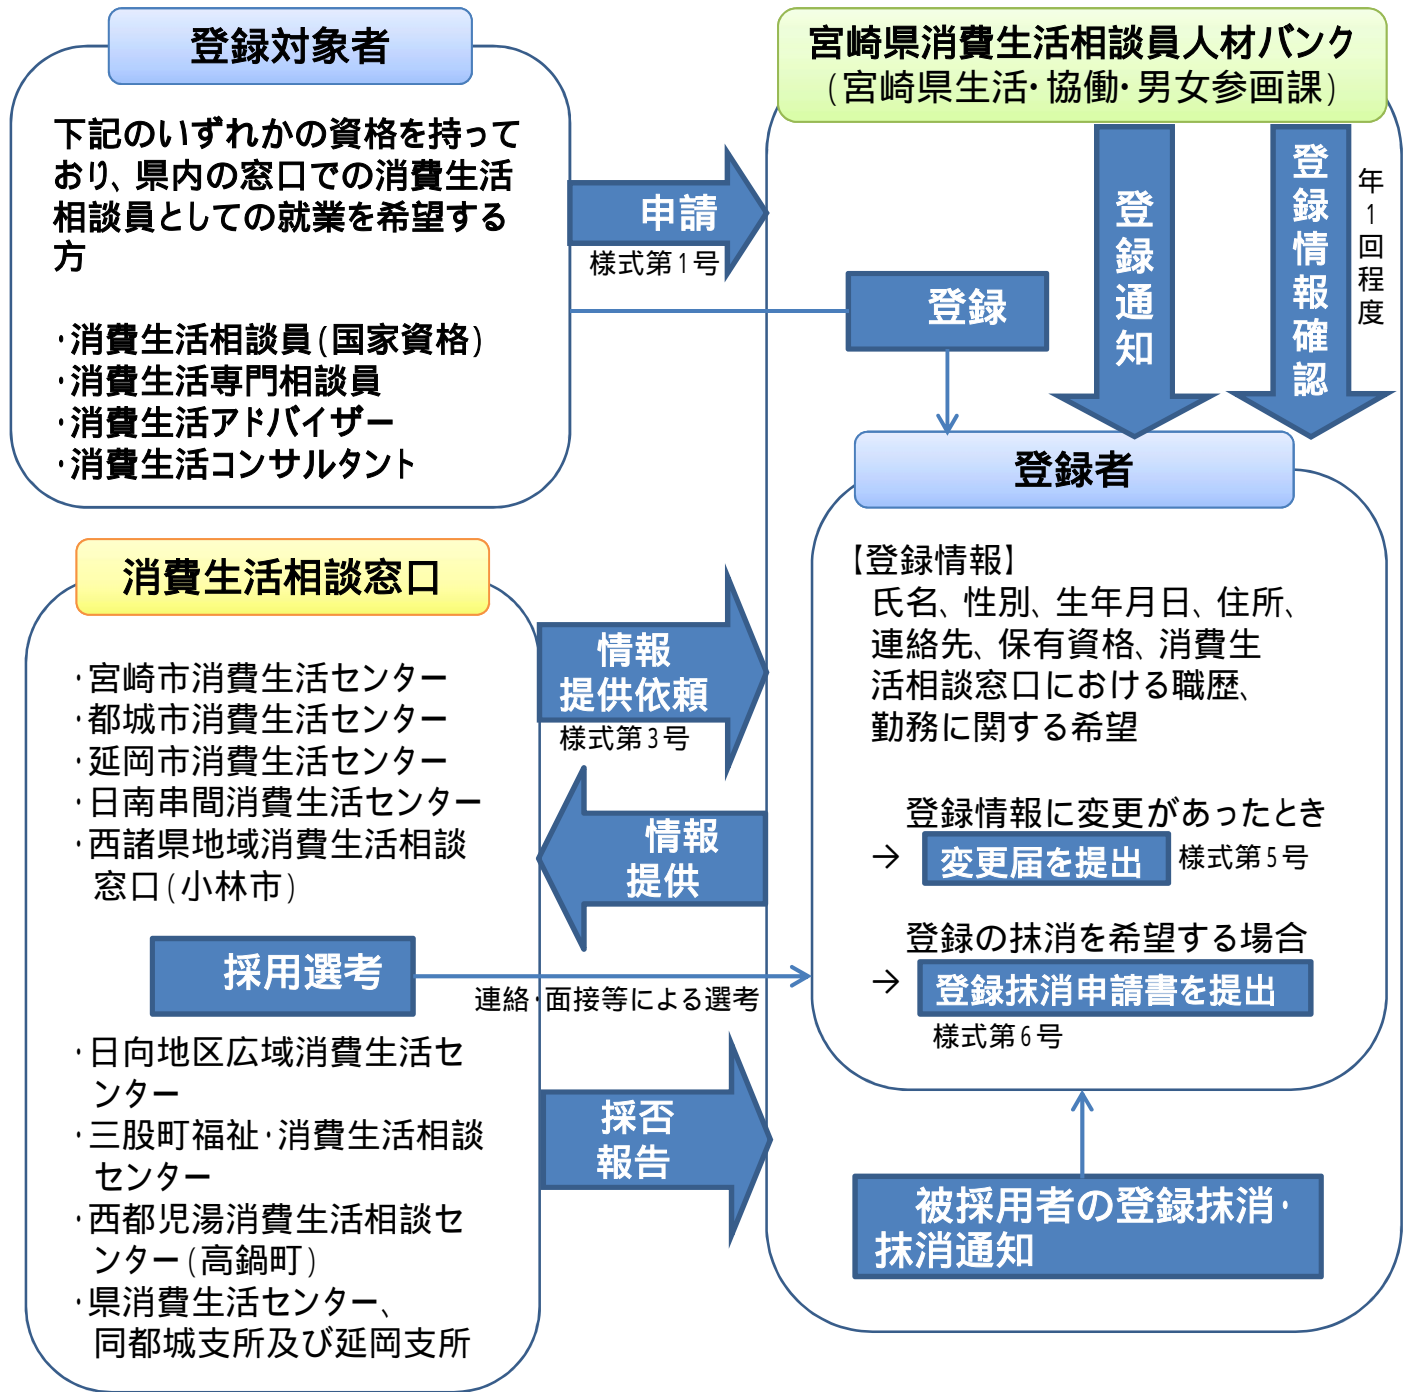 登録対象者
下記のいずれかの資格を持って
おり、県内の窓口での消費生活
相談員としての就業を希望する
方
・消費生活相談員(国家資格)
・消費生活専門相談員
・消費生活アドバイザー
・消費生活コンサルタント
申請
様式第1号
宮崎県消費生活相談員人材バンク
(宮崎県生活・協働・男女参画課)
登録
登録通知
登録情報確認
年1回程度
登録者
【登録情報】
氏名、性別、生年月日、住所、
連絡先、保有資格、消費生
活相談窓口における職歴、
勤務に関する希望
登録情報に変更があったとき
→ 変更届を提出 様式第5号
登録の抹消を希望する場合
→ 登録抹消申請書を提出
様式第6号
被採用者の登録抹消・
抹消通知
消費生活相談窓口
・宮崎市消費生活センター
・都城市消費生活センター
・延岡市消費生活センター
・日南串間消費生活センター
・西諸県地域消費生活相談
窓口(小林市)
採用選考
連絡・面接等による選考
・日向地区広域消費生活セ
ンター
・三股町福祉・消費生活相談
センター
・西都児湯消費生活相談セ
ンター(高鍋町)
・県消費生活センター、
同都城支所及び延岡支所
情報
提供依頼
様式第3号
情報
提供
採否
報告